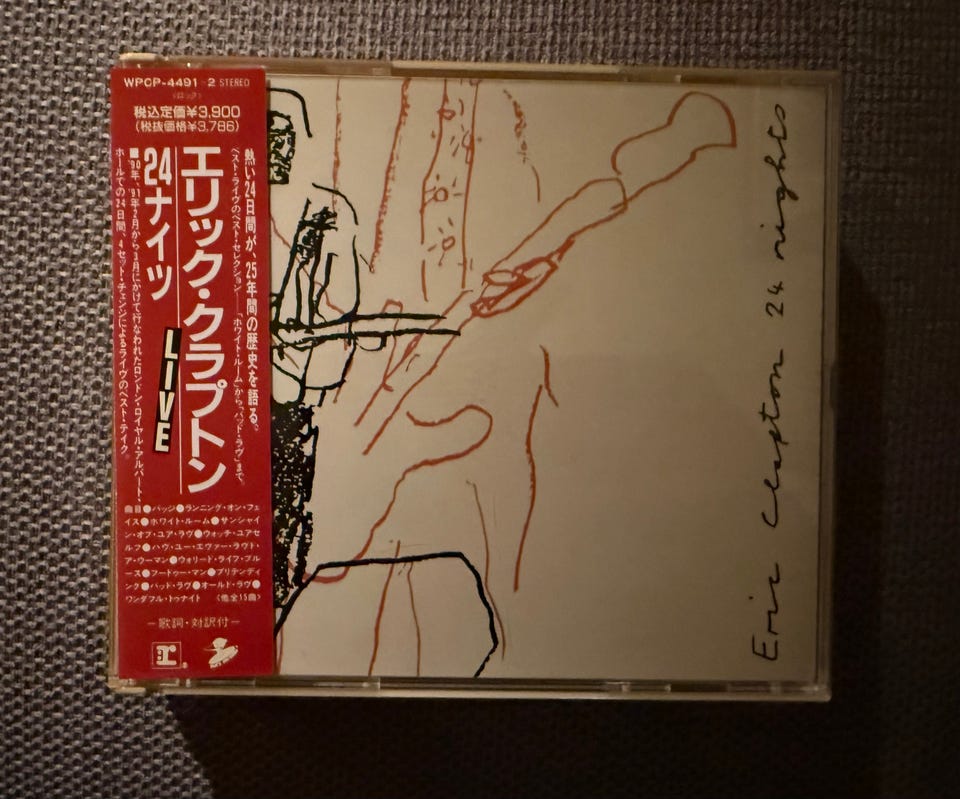 WPCP-4491~2 STEREO
〈ロック〉
税込定価¥3,900
(税抜価格¥3,786)
熱い24日間が、25年間の歴史を語る。
ベスト・ライヴのベスト・セレクション──「ホワイト・ルーム」から「バッド・ラヴ」まで、
エリック・クラプトン
24ナイツ
LIVE
'90年、'91年2月から3月にかけて行なわれたロンドン・ロイヤル・アルバート・
ホールでの24日間、4セット・チェンジによるライヴのベスト・テイク。
曲目●バッジ●ランニング・オン・フェ
イス●ホワイト・ルーム●サンシャイ
ン・オブ・ユア・ラヴ●ウォッチ・ユアセ
ルフ●ハヴ・ユー・エヴァー・ラヴド・
ア・ウーマン●ウォリード・ライフ・ブル
ース●フードゥー・マン●プリテンディ
ング●バッド・ラヴ●オールド・ラヴ●
ワンダフル・トゥナイト 〈他全15曲〉
─歌詞・対訳付─
r®
Eric Clapton 24 nights